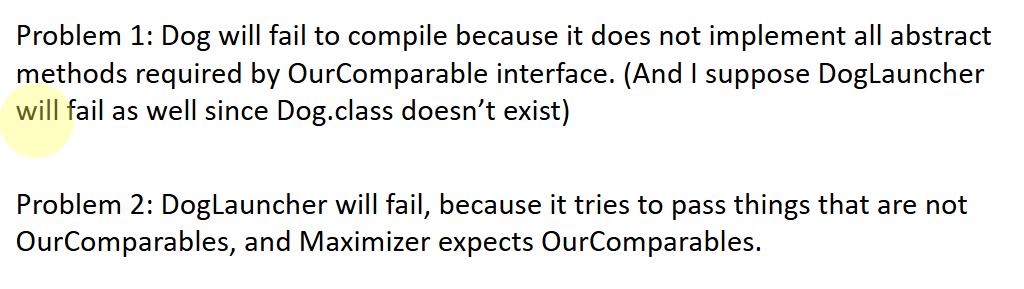 Problem 1: Dog will fail to compile because it does not implement all abstract
methods required by OurComparable interface. (And I suppose DogLauncher
will fail as well since Dog.class doesn’t exist)
Problem 2: DogLauncher will fail, because it tries to pass things that are not
OurComparables, and Maximizer expects OurComparables.